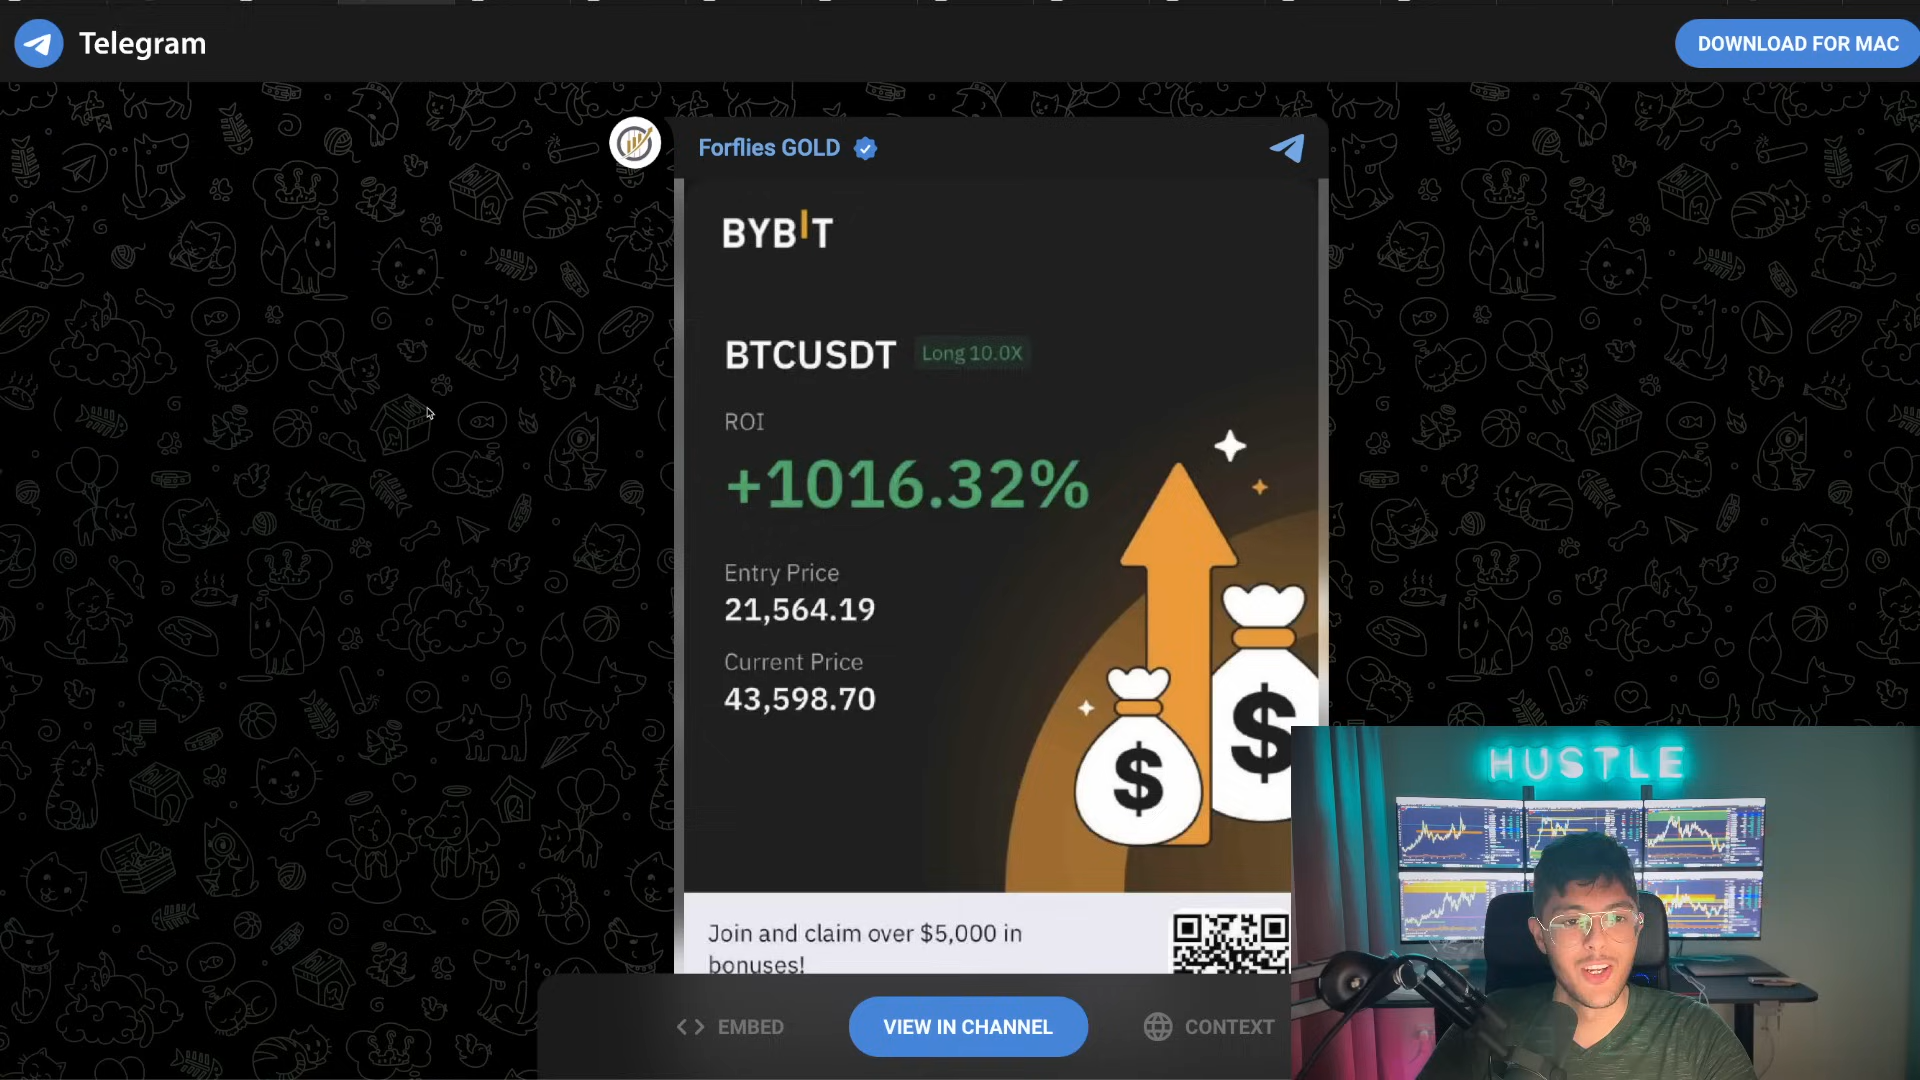 Telegram
DOWNLOAD FOR MAC
Forflies GOLD
BYBIT
BTCUSDT Long 10.0X
ROI
+1016.32%
Entry Price
21,564.19
Current Price
43,598.70
$
$
HUSTLE
Join and claim over $5,000 in
bonuses!
EMBED
VIEW IN CHANNEL
CONTEXT